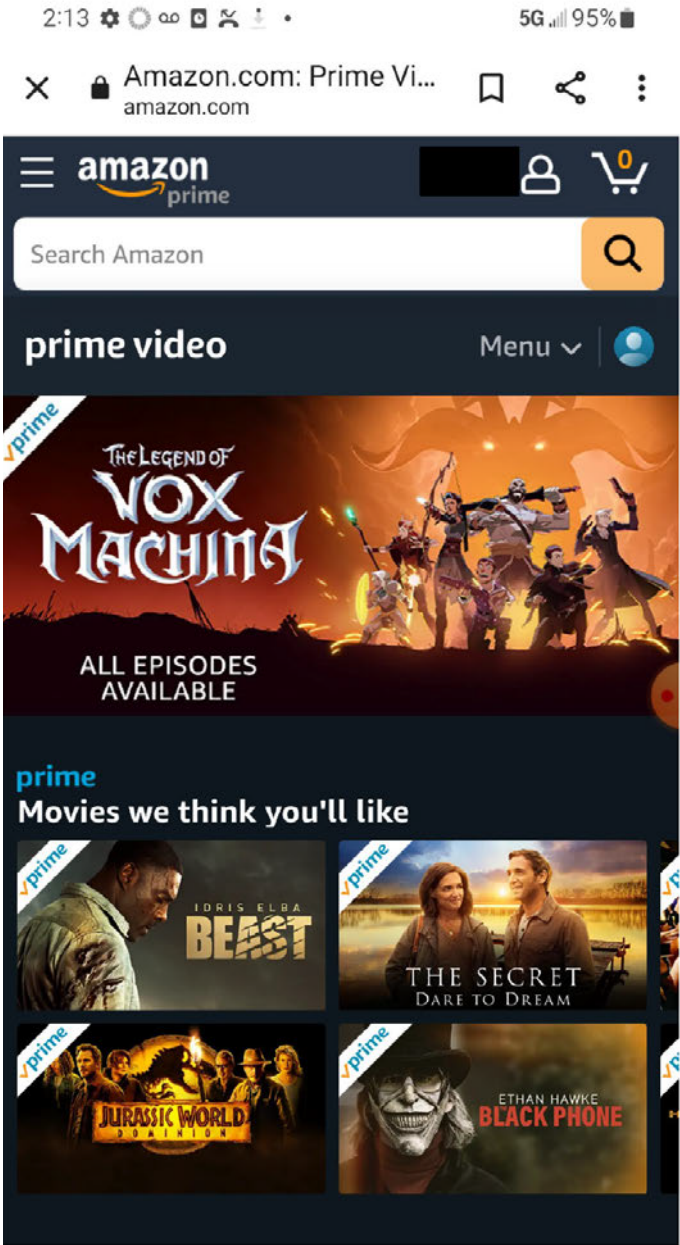 2:13 5G 95%
Amazon.com: Prime Vi...
amazon.com
amazon
prime
0
Search Amazon
prime video Menu
prime
THE LEGEND OF
VOX
MACHINA
ALL EPISODES
AVAILABLE
prime
Movies we think you'll like
prime
IDRIS ELBA
BEAST
prime
THE SECRET
DARE TO DREAM
prime
JURASSIC WORLD
DOMINION
prime
ETHAN HAWKE
BLACK PHONE